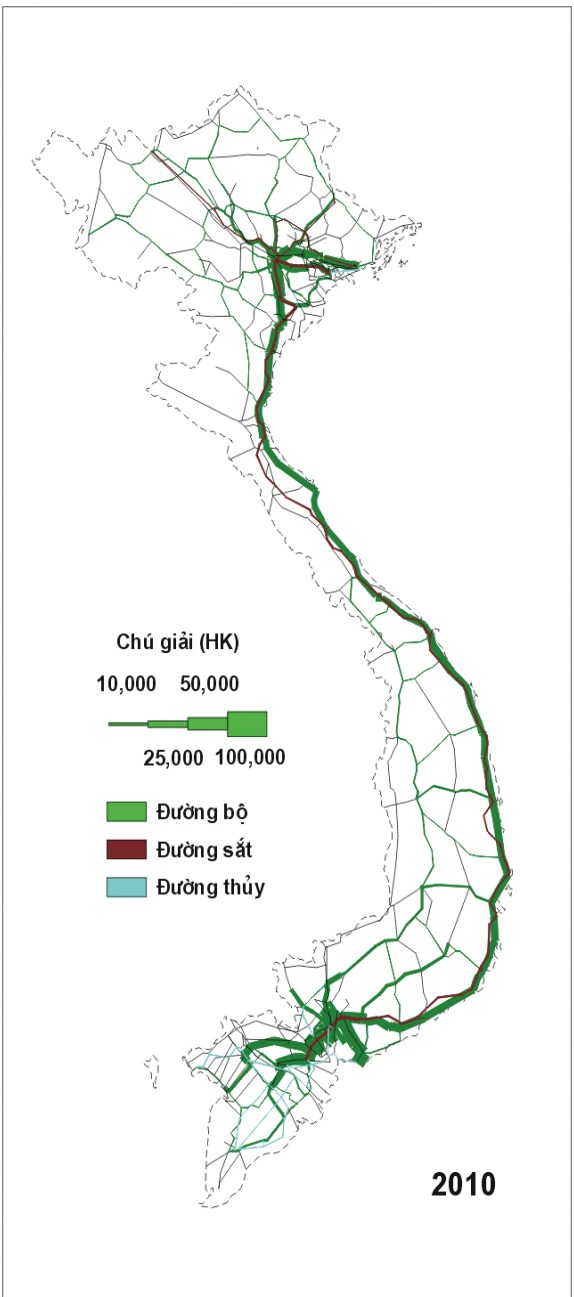 Chú giải (HK)
10,000 50,000
25,000 100,000
Đường bộ
Đường sắt
Đường thủy
2010